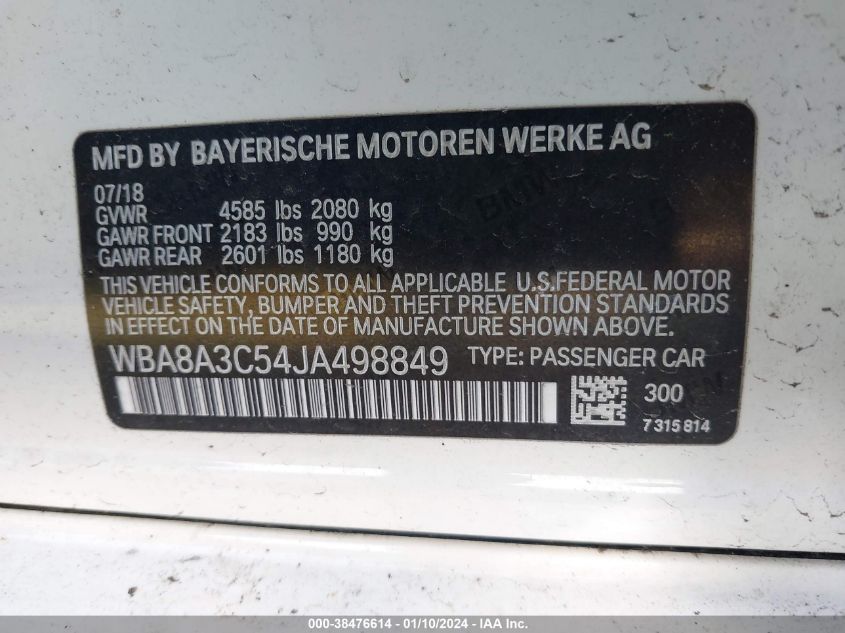 MFD BY BAYERISCHE MOTOREN WERKE AG
07/18
GVWR 4585 lbs 2080 kg
GAWR FRONT 2183 lbs 990 kg
GAWR REAR 2601 lbs 1180 kg
THIS VEHICLE CONFORMS TO ALL APPLICABLE U.S.FEDERAL MOTOR
VEHICLE SAFETY, BUMPER AND THEFT PREVENTION STANDARDS
IN EFFECT ON THE DATE OF MANUFACTURE SHOWN ABOVE.
WBA8A3C54JA498849 TYPE: PASSENGER CAR
300
7 315 814
000-38476614 - 01/10/2024 - IAAI.COM